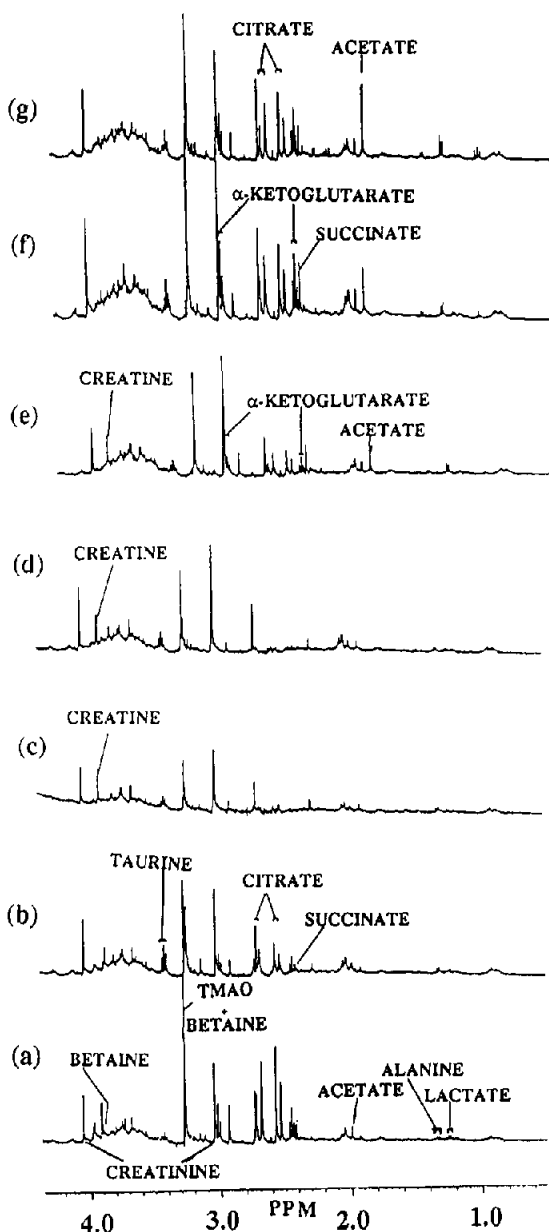 CITRATE
ACETATE
(g)
α-KETOGLUTARATE
(f)
SUCCINATE
CREATINE
(e)
α-KETOGLUTARATE
ACETATE
(d)
CREATINE
CREATINE
(c)
TAURINE
CITRATE
(b)
SUCCINATE
TMAO
+
BETAINE
(a)
BETAINE
ALANINE
ACETATE
LACTATE
CREATININE
4.0 3.0 PPM 2.0 1.0